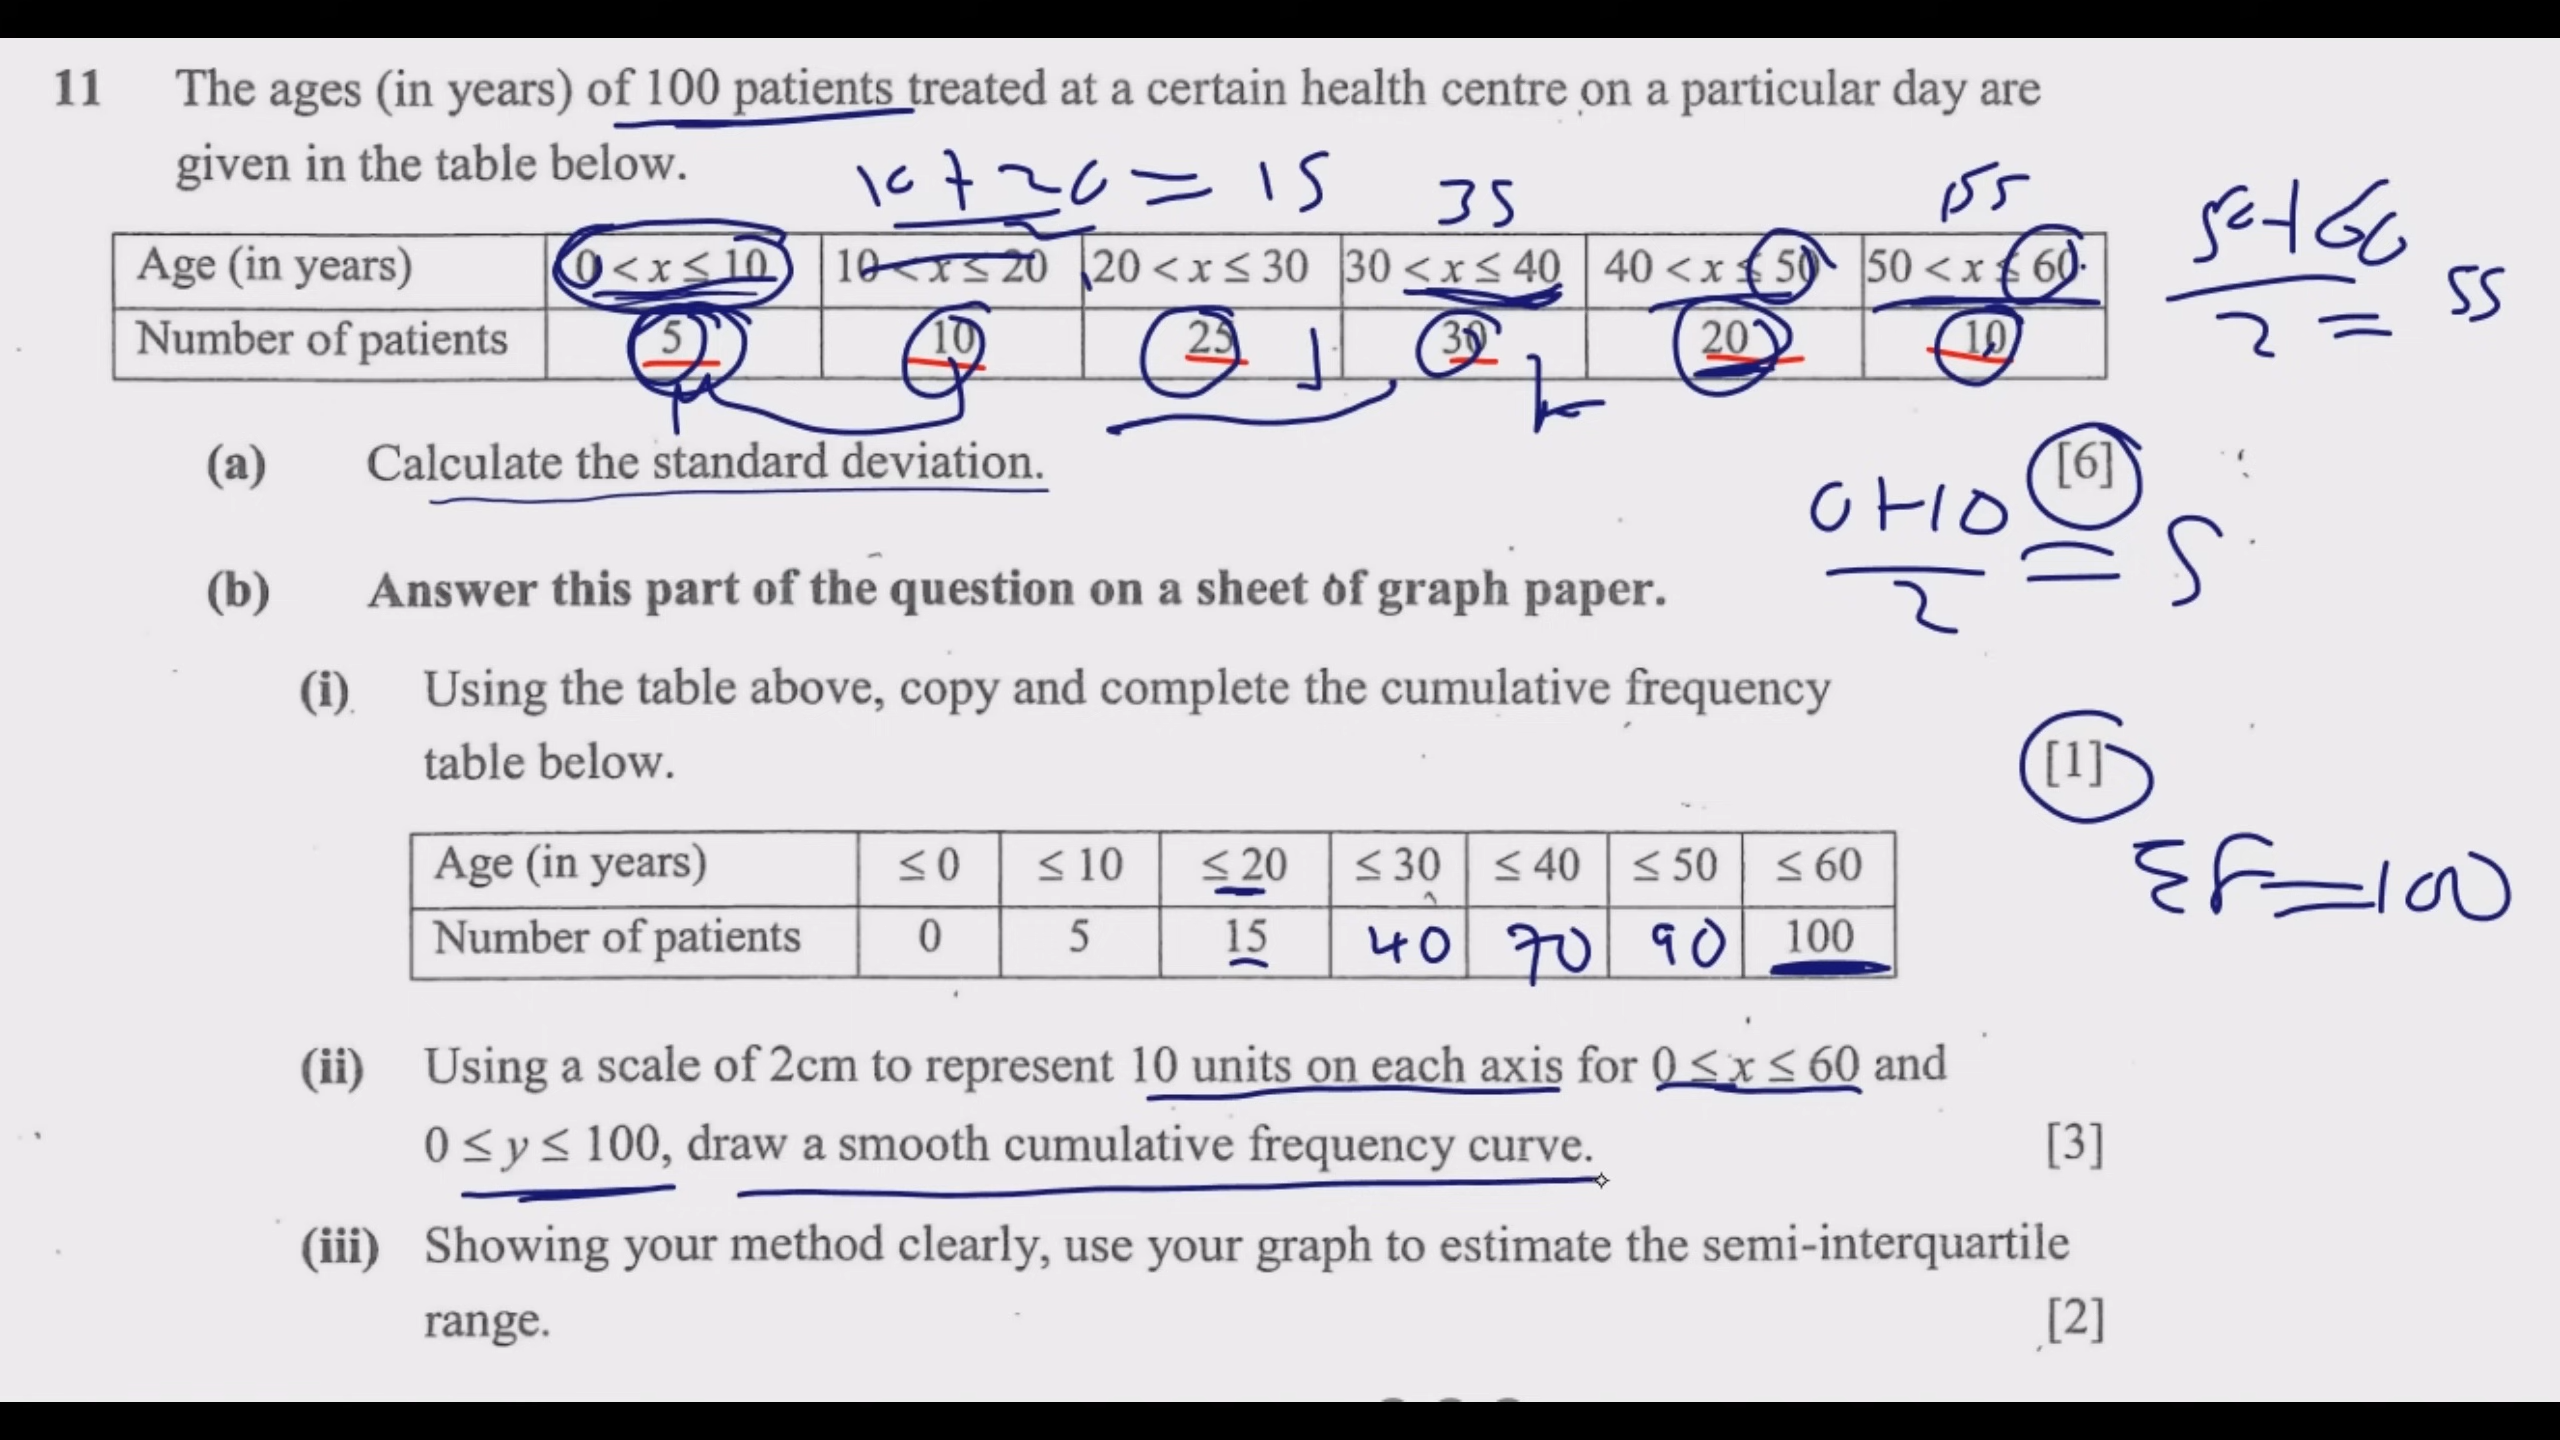 11 The ages (in years) of 100 patients treated at a certain health centre on a particular day are
given in the table below.
10 + 20 = 15 35 55
2
50 + 60
2 = 55
Age (in years) 0 < x ≤ 10 10 < x ≤ 20 20 < x ≤ 30 30 < x ≤ 40 40 < x ≤ 50 50 < x ≤ 60
Number of patients 5 10 25 30 20 10
(a) Calculate the standard deviation. [6]
0 + 10
2 = 5
(b) Answer this part of the question on a sheet of graph paper.
(i) Using the table above, copy and complete the cumulative frequency
table below. [1]
Σf = 100
Age (in years) ≤ 0 ≤ 10 ≤ 20 ≤ 30 ≤ 40 ≤ 50 ≤ 60
Number of patients 0 5 15 40 70 90 100
(ii) Using a scale of 2cm to represent 10 units on each axis for 0 ≤ x ≤ 60 and
0 ≤ y ≤ 100, draw a smooth cumulative frequency curve. [3]
(iii) Showing your method clearly, use your graph to estimate the semi-interquartile
range. [2]